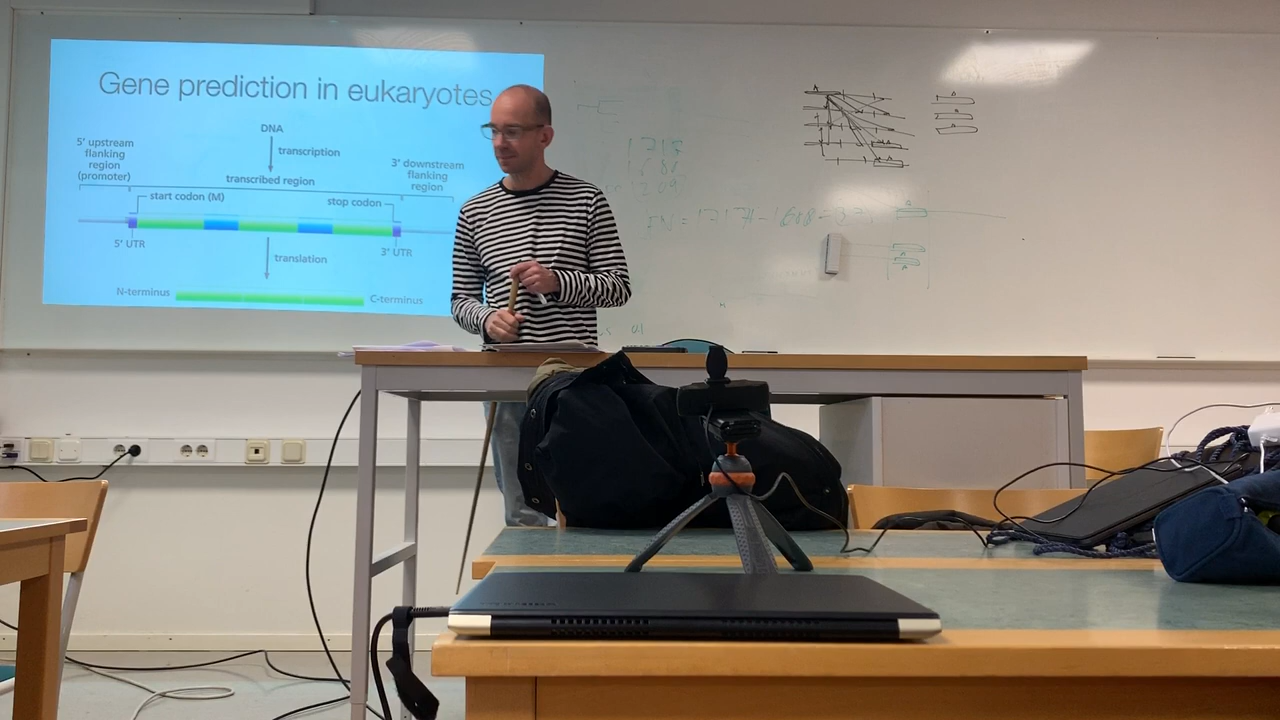 Gene prediction in eukaryotes
DNA
5' upstream
flanking
region
(promoter)
transcription
3' downstream
flanking
region
transcribed region
start codon (M)
stop codon
5' UTR
3' UTR
translation
N-terminus
C-terminus